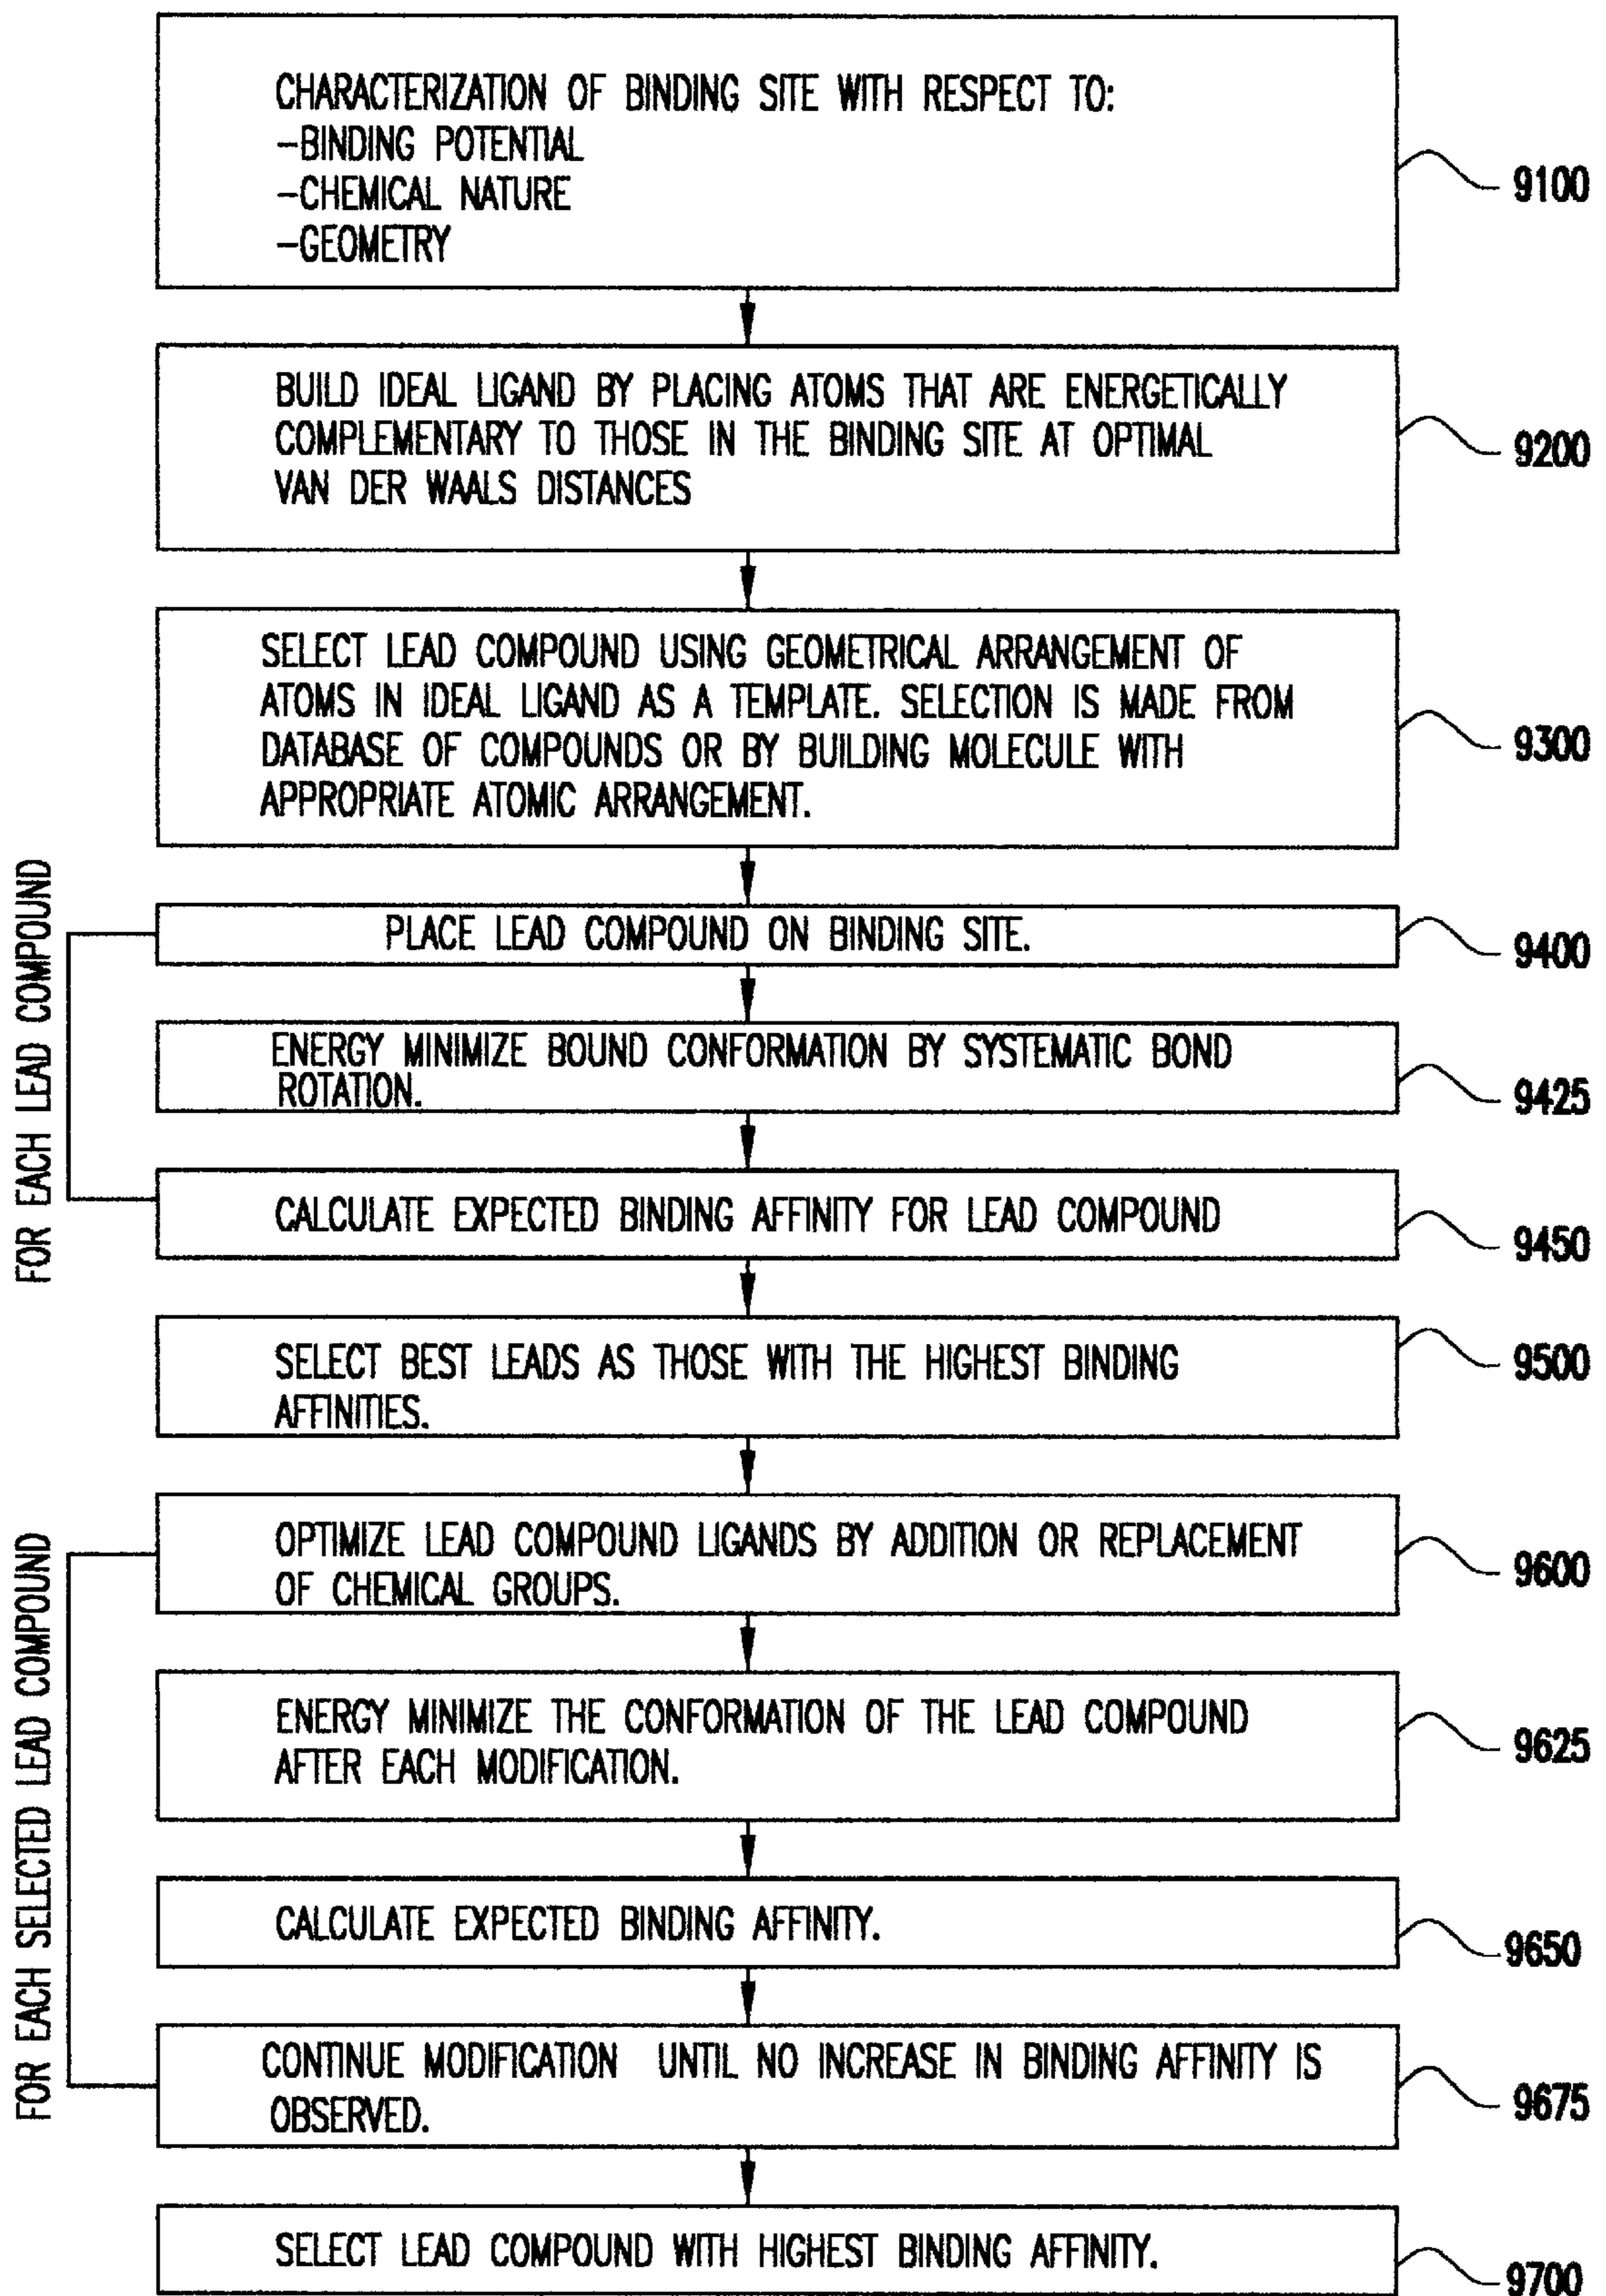 CHARACTERIZATION OF BINDING SITE WITH RESPECT TO:
-BINDING POTENTIAL
-CHEMICAL NATURE
-GEOMETRY
9100
BUILD IDEAL LIGAND BY PLACING ATOMS THAT ARE ENERGETICALLY
COMPLEMENTARY TO THOSE IN THE BINDING SITE AT OPTIMAL
VAN DER WAALS DISTANCES
9200
SELECT LEAD COMPOUND USING GEOMETRICAL ARRANGEMENT OF
ATOMS IN IDEAL LIGAND AS A TEMPLATE. SELECTION IS MADE FROM
DATABASE OF COMPOUNDS OR BY BUILDING MOLECULE WITH
APPROPRIATE ATOMIC ARRANGEMENT.
9300
FOR EACH LEAD COMPOUND
PLACE LEAD COMPOUND ON BINDING SITE.
9400
ENERGY MINIMIZE BOUND CONFORMATION BY SYSTEMATIC BOND
ROTATION.
9425
CALCULATE EXPECTED BINDING AFFINITY FOR LEAD COMPOUND
9450
SELECT BEST LEADS AS THOSE WITH THE HIGHEST BINDING
AFFINITIES.
9500
FOR EACH SELECTED LEAD COMPOUND
OPTIMIZE LEAD COMPOUND LIGANDS BY ADDITION OR REPLACEMENT
OF CHEMICAL GROUPS.
9600
ENERGY MINIMIZE THE CONFORMATION OF THE LEAD COMPOUND
AFTER EACH MODIFICATION.
9625
CALCULATE EXPECTED BINDING AFFINITY.
9650
CONTINUE MODIFICATION UNTIL NO INCREASE IN BINDING AFFINITY IS
OBSERVED.
9675
SELECT LEAD COMPOUND WITH HIGHEST BINDING AFFINITY.
9700